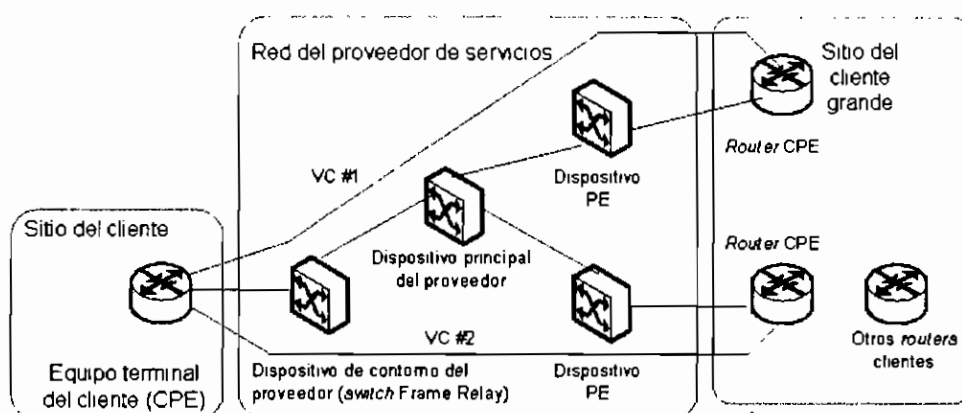 Red del proveedor de servicios
Sitio del
cliente
grande
Router CPE
Dispositivo
PE
VC #1
Sitio del cliente
Dispositivo principal
del proveedor
Router CPE
VC #2
Otros routers
clientes
Equipo terminal
del cliente (CPE)
Dispositivo de contorno del
proveedor (switch Frame Relay)
Dispositivo
PE